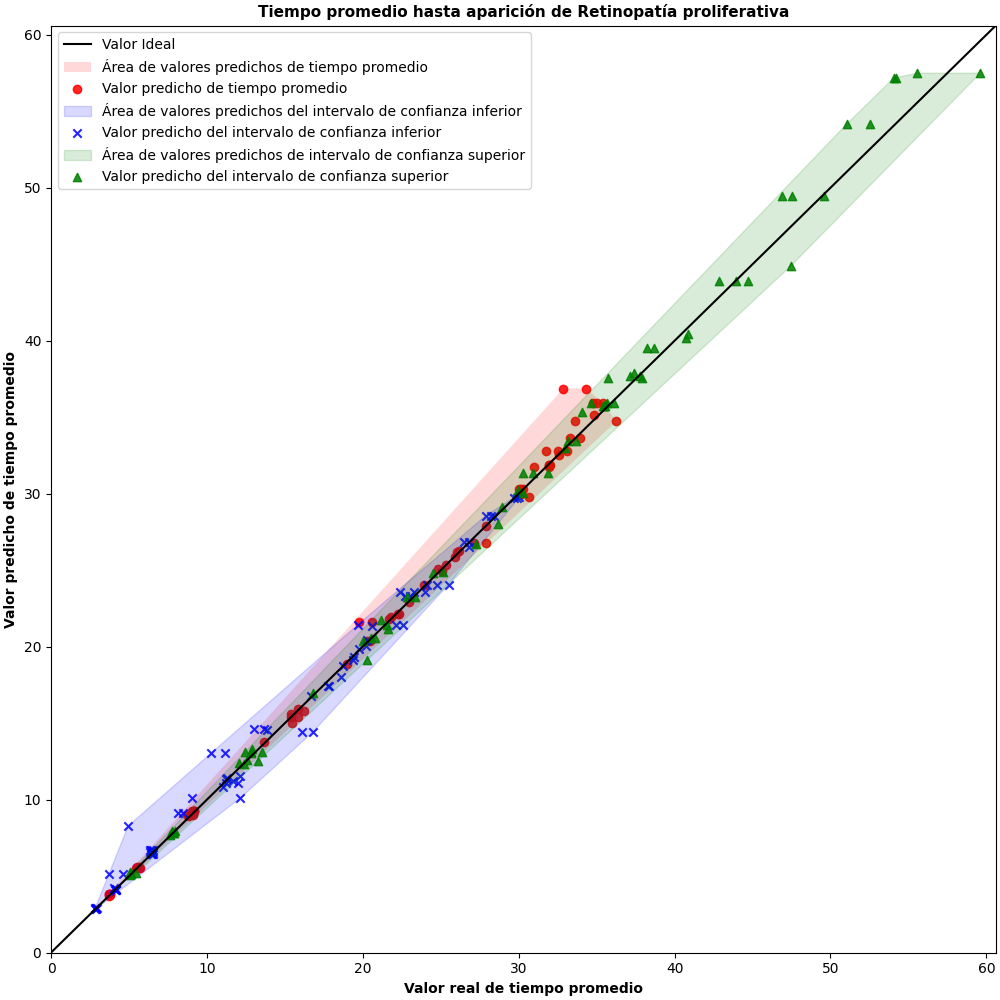 Tiempo promedio hasta aparición de Retinopatía proliferativa
Valor Ideal
Área de valores predichos de tiempo promedio
Valor predicho de tiempo promedio
Área de valores predichos del intervalo de confianza inferior
Valor predicho del intervalo de confianza inferior
Área de valores predichos de intervalo de confianza superior
Valor predicho del intervalo de confianza superior
Valor predicho de tiempo promedio
60
50
40
30
20
10
0
0 10 20 30 40 50 60
Valor real de tiempo promedio